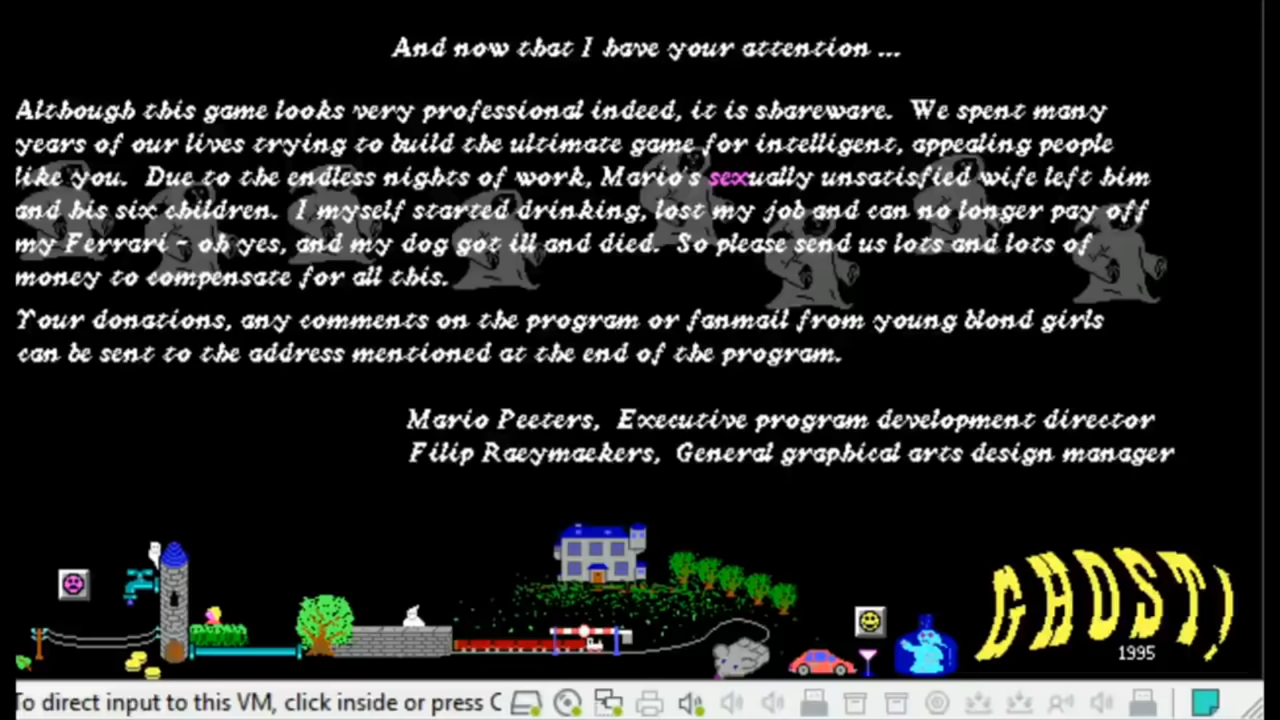 And now that I have your attention ...
Although this game looks very professional indeed, it is shareware. We spent many
years of our lives trying to build the ultimate game for intelligent, appealing people
like you. Due to the endless nights of work, Mario's sexually unsatisfied wife left him
and his six children. I myself started drinking, lost my job and can no longer pay off
my Ferrari - oh yes, and my dog got ill and died. So please send us lots and lots of
money to compensate for all this.
Your donations, any comments on the program or fanmail from young blond girls
can be sent to the address mentioned at the end of the program.
Mario Peeters, Executive program development director
Filip Raeymaekers, General graphical arts design manager
GHOST!
1995
To direct input to this VM, click inside or press C